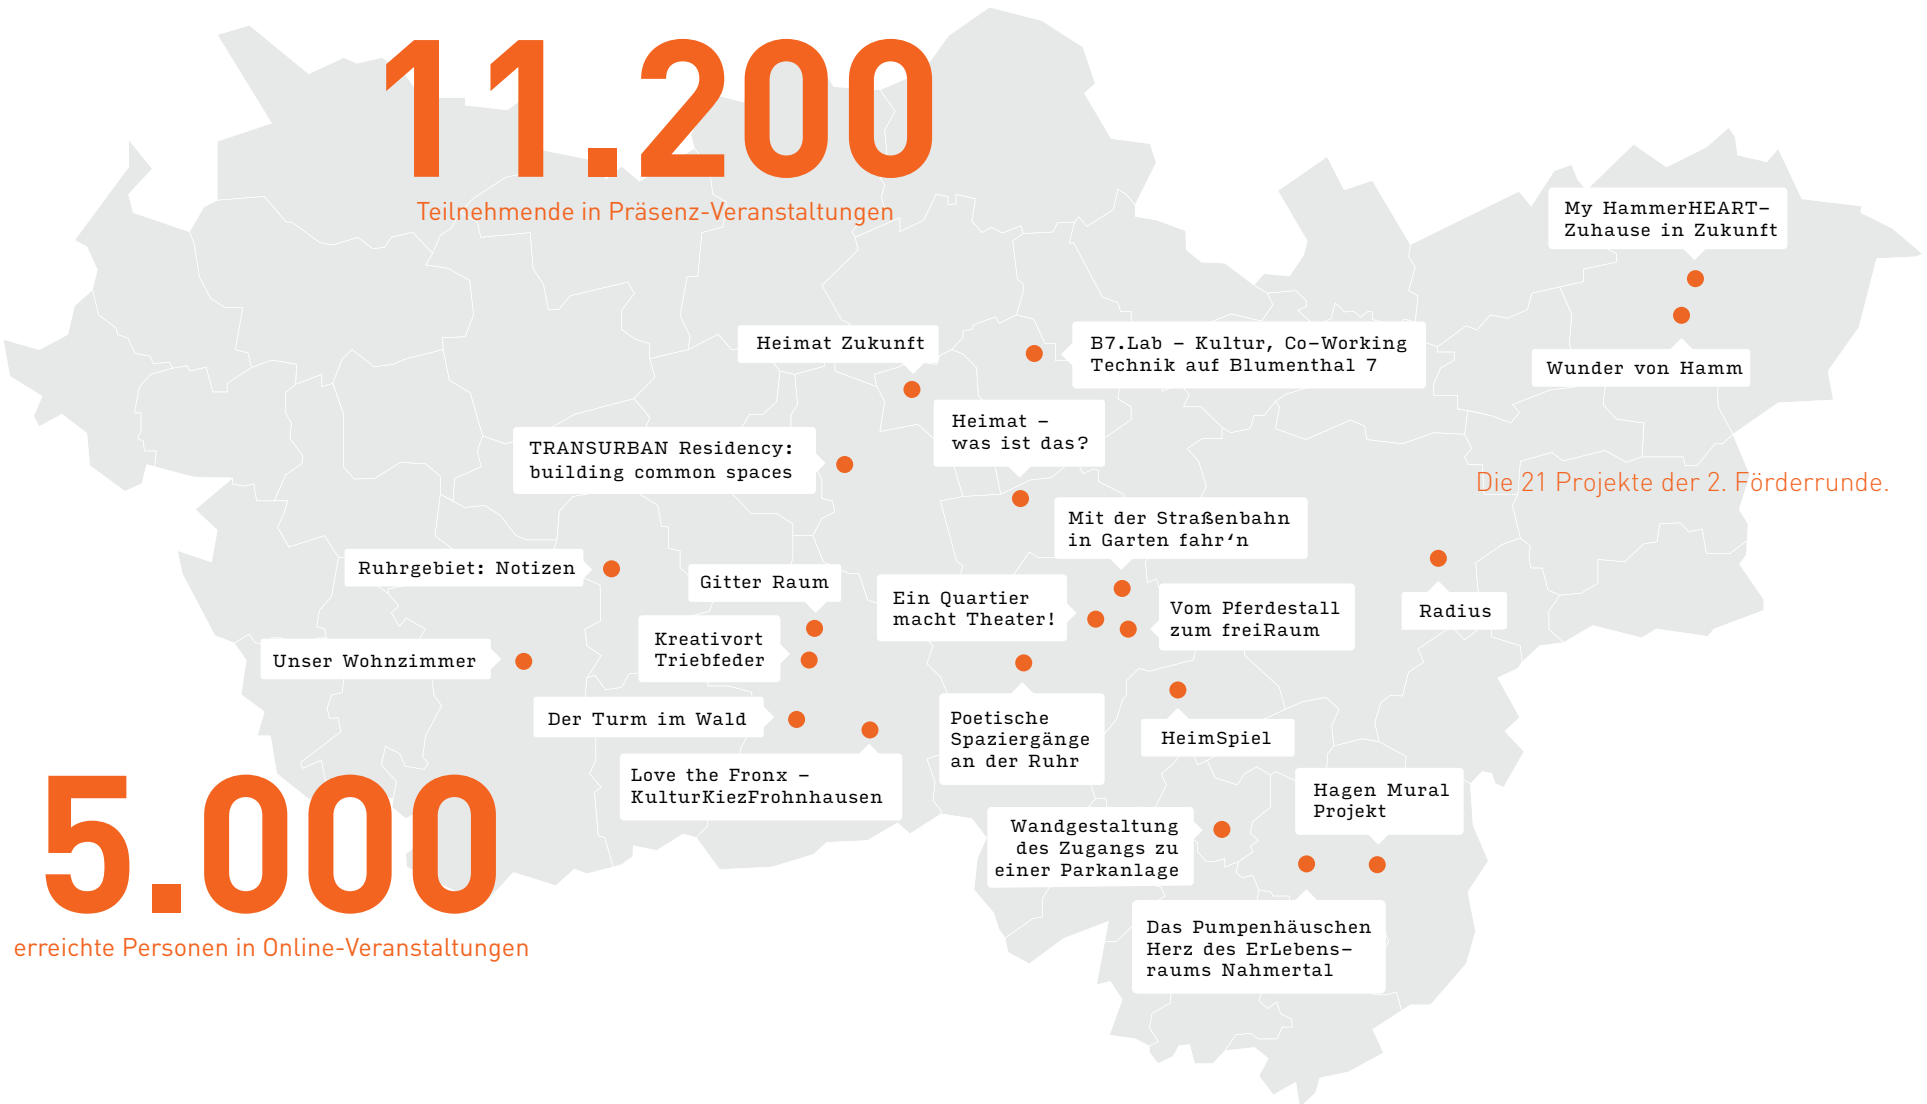 11.200
Teilnehmende in Präsenz-Veranstaltungen
My HammerHEART–
Zuhause in Zukunft
Heimat Zukunft
B7.Lab – Kultur, Co–Working
Technik auf Blumenthal 7
Wunder von Hamm
Heimat –
was ist das?
TRANSURBAN Residency:
building common spaces
Die 21 Projekte der 2. Förderrunde.
Mit der Straßenbahn
in Garten fahr‘n
Ruhrgebiet: Notizen
Gitter Raum
Ein Quartier
macht Theater!
Vom Pferdestall
zum freiRaum
Radius
Kreativort
Triebfeder
Unser Wohnzimmer
Der Turm im Wald
Poetische
Spaziergänge
an der Ruhr
HeimSpiel
Love the Fronx –
KulturKiezFrohnhausen
Hagen Mural
Projekt
5.000
erreichte Personen in Online-Veranstaltungen
Wandgestaltung
des Zugangs zu
einer Parkanlage
Das Pumpenhäuschen
Herz des ErLebens–
raums Nahmertal